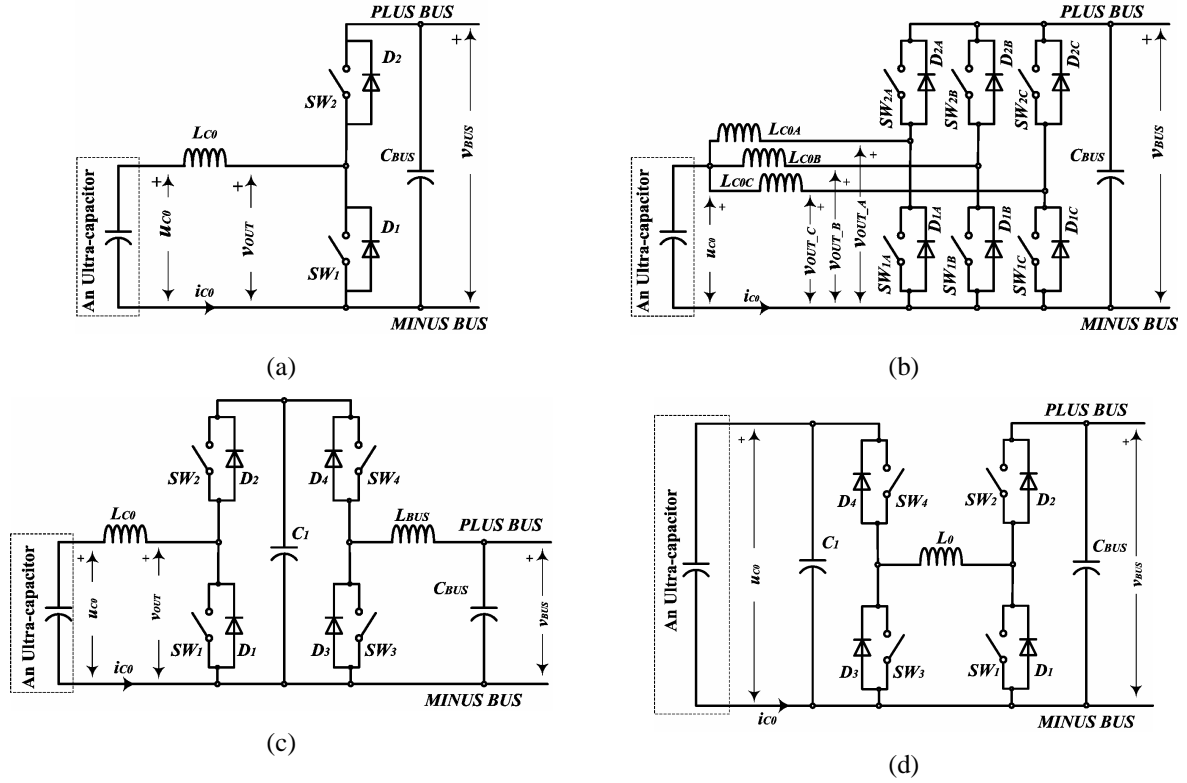 PLUS BUS
D2
SW2
LC0
CBUS
vBUS
An Ultra-capacitor
+
uC0
+
vOUT
+
D1
SW1
iC0
MINUS BUS
(a)
PLUS BUS
D2A
D2B
D2C
SW2A
SW2B
SW2C
LC0A
LC0B
LC0C
CBUS
vBUS
+
An Ultra-capacitor
+
uC0
+
vOUT_C
+
vOUT_B
+
vOUT_A
D1A
D1B
D1C
SW1A
SW1B
SW1C
iC0
MINUS BUS
(b)
SW2
D2
D4
SW4
LC0
C1
LBUS
PLUS BUS
An Ultra-capacitor
+
uC0
+
vOUT
SW1
D1
D3
SW3
CBUS
+
vBUS
iC0
MINUS BUS
(c)
PLUS BUS
An Ultra-capacitor
+
uC0
C1
D4
SW4
SW2
D2
L0
CBUS
+
vBUS
D3
SW3
SW1
D1
iC0
MINUS BUS
(d)